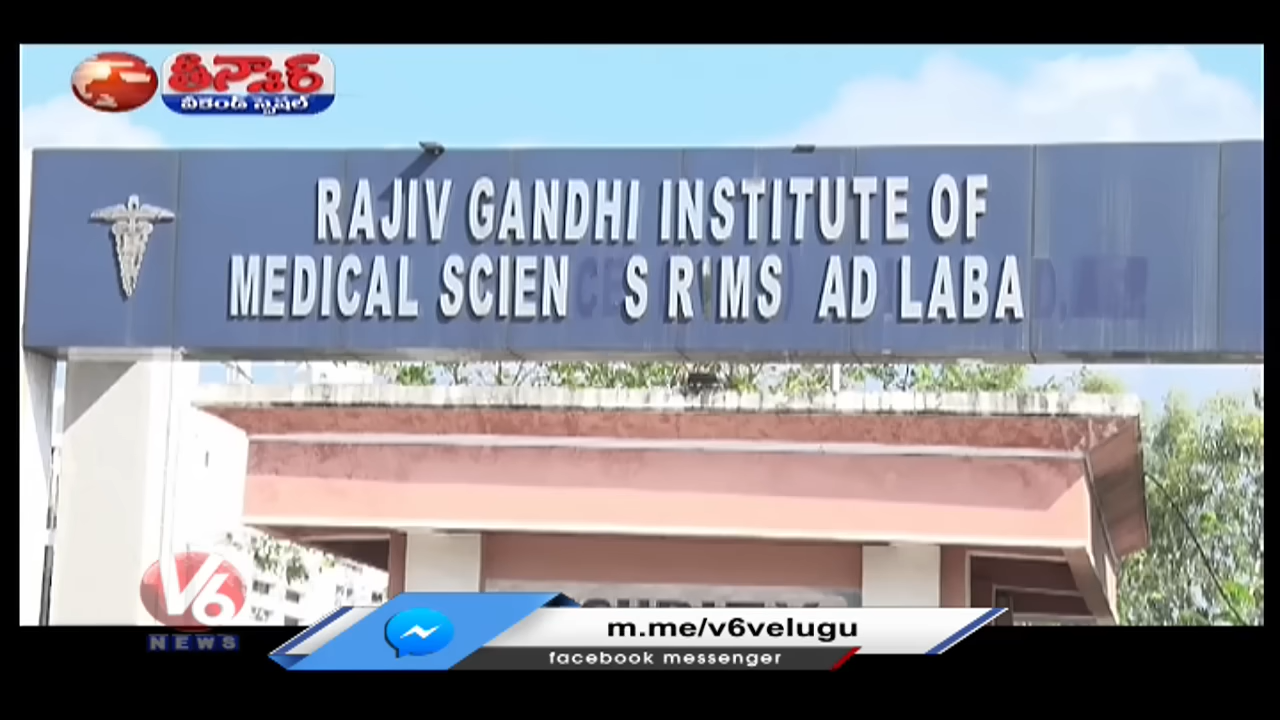 తీన్మార్
వీకెండ్ స్పెషల్
RAJIV GANDHI INSTITUTE OF
MEDICAL SCIEN S R MS AD LABA
V6
NEWS
m.me/v6velugu
facebook messenger